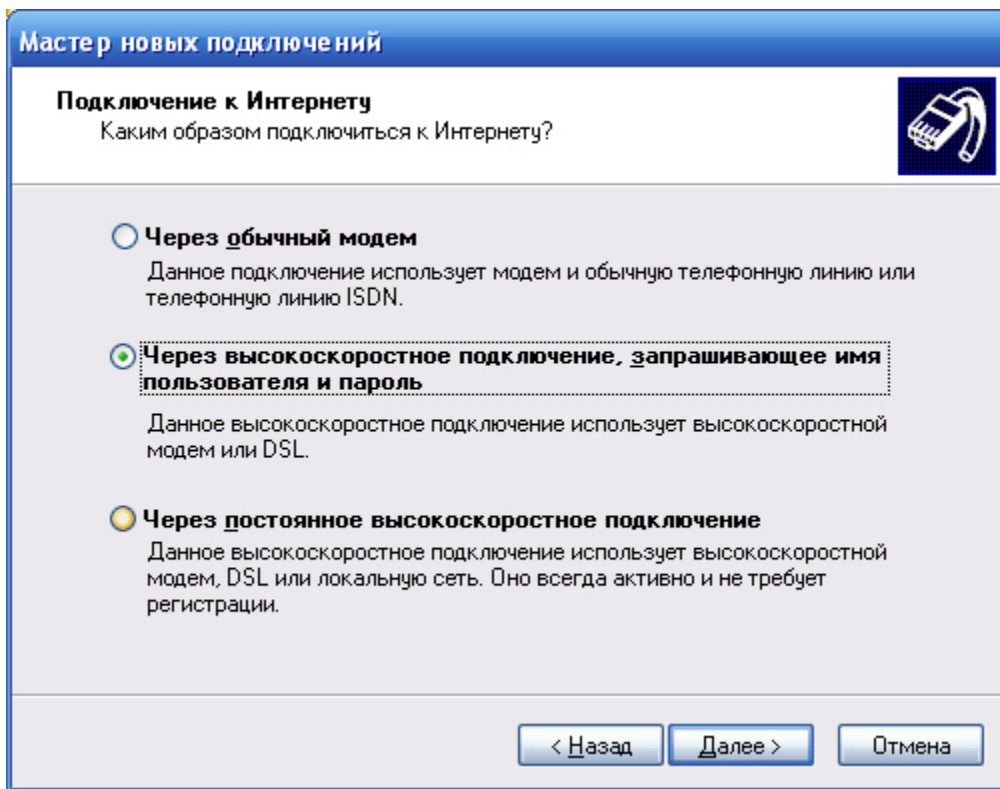 Мастер новых подключений
Подключение к Интернету
Каким образом подключиться к Интернету?
Через обычный модем
Данное подключение использует модем и обычную телефонную линию или
телефонную линию ISDN.
Через высокоскоростное подключение, запрашивающее имя
пользователя и пароль
Данное высокоскоростное подключение использует высокоскоростной
модем или DSL.
Через постоянное высокоскоростное подключение
Данное высокоскоростное подключение использует высокоскоростной
модем, DSL или локальную сеть. Оно всегда активно и не требует
регистрации.
< Назад
Далее >
Отмена